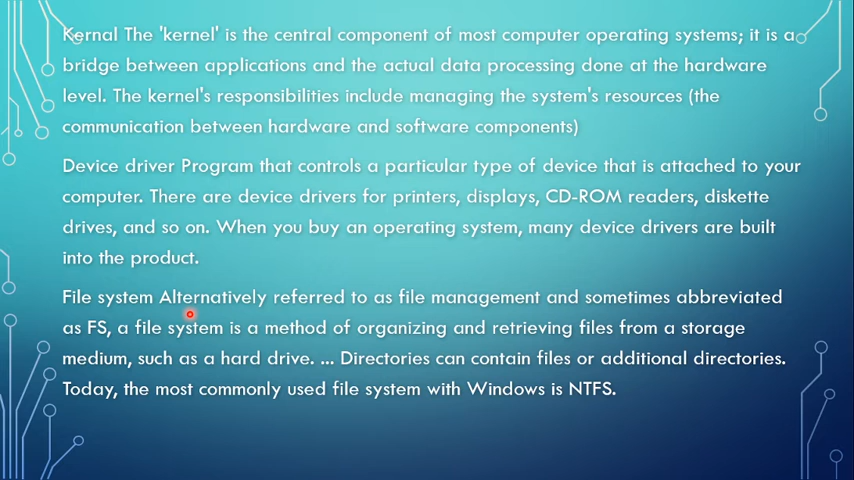 Kernal The 'kernel' is the central component of most computer operating systems; it is a
bridge between applications and the actual data processing done at the hardware
level. The kernel's responsibilities include managing the system's resources (the
communication between hardware and software components)
Device driver Program that controls a particular type of device that is attached to your
computer. There are device drivers for printers, displays, CD-ROM readers, diskette
drives, and so on. When you buy an operating system, many device drivers are built
into the product.
File system Alternatively referred to as file management and sometimes abbreviated
as FS, a file system is a method of organizing and retrieving files from a storage
medium, such as a hard drive. ... Directories can contain files or additional directories.
Today, the most commonly used file system with Windows is NTFS.